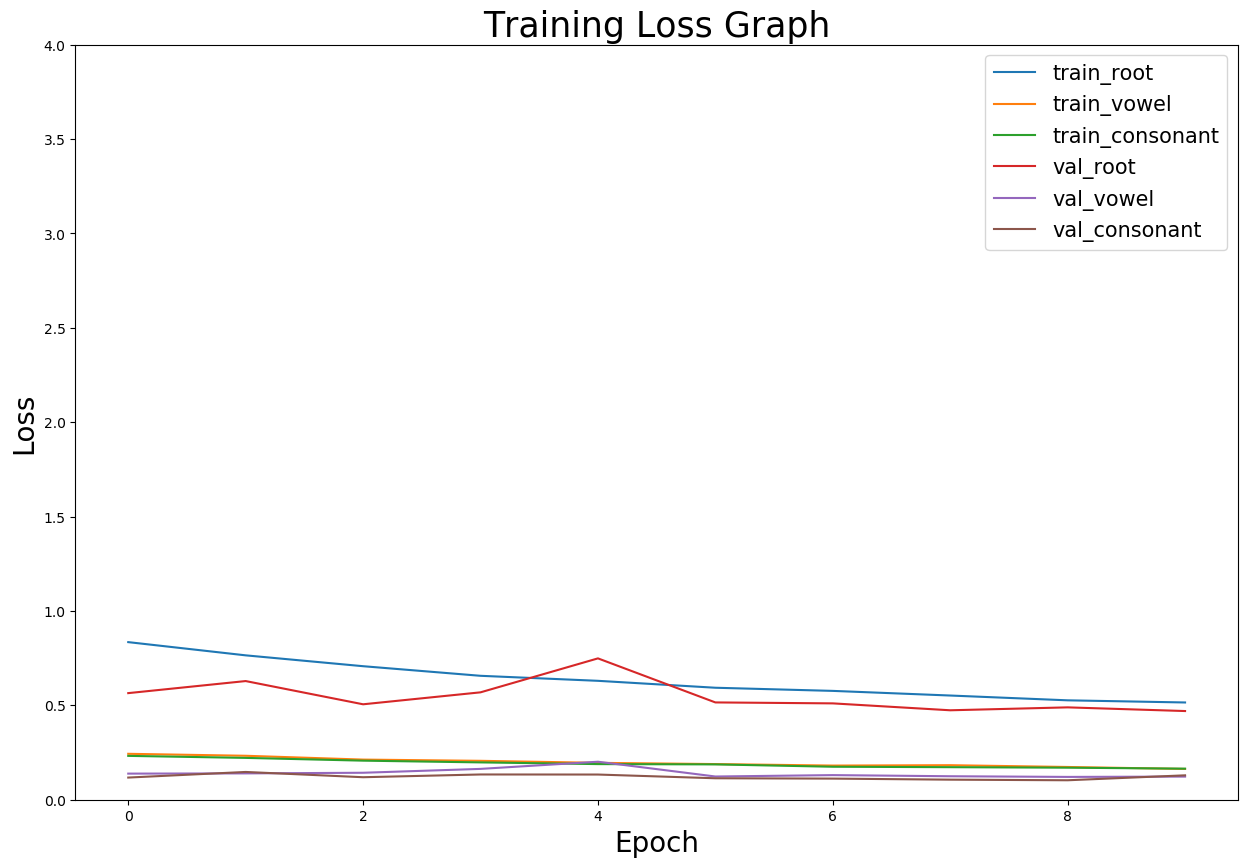 Training Loss Graph
4.0
3.5
3.0
2.5
2.0
1.5
1.0
0.5
0.0
Loss
train_root
train_vowel
train_consonant
val_root
val_vowel
val_consonant
0
2
4
6
8
Epoch